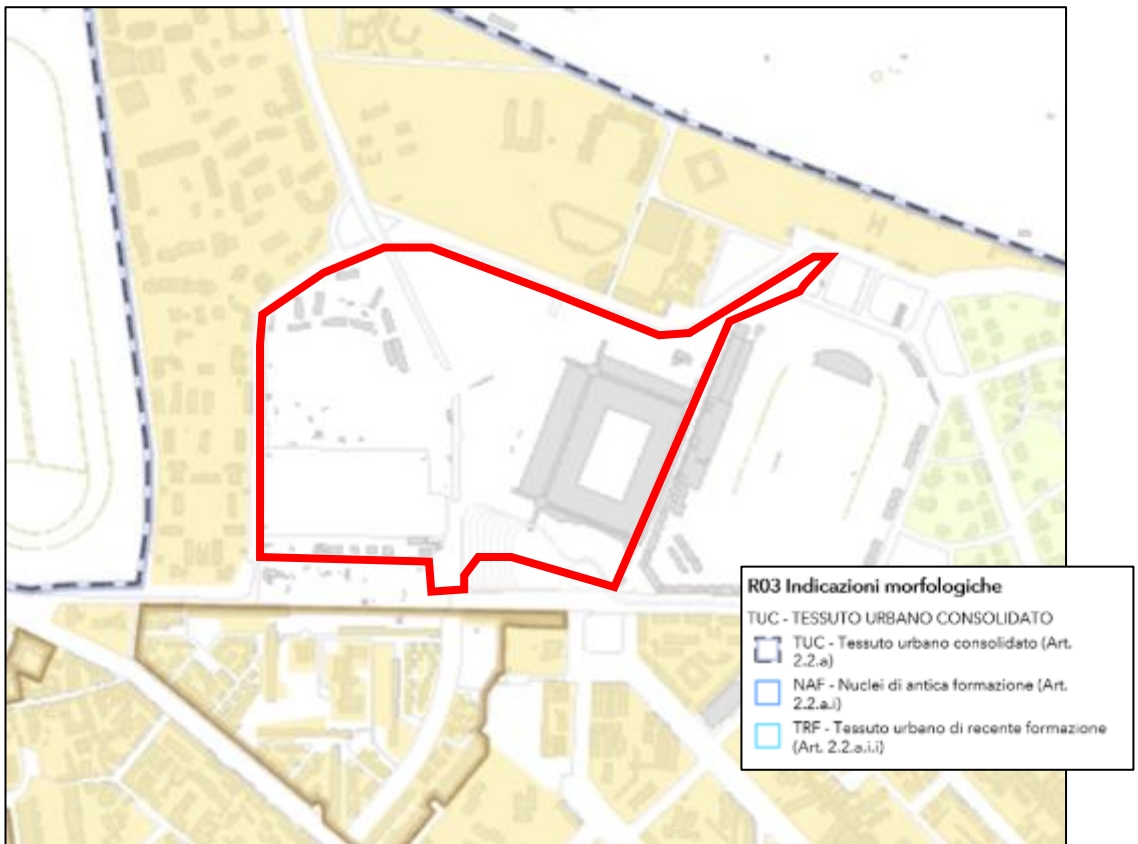 R03 Indicazioni morfologiche
TUC - TESSUTO URBANO CONSOLIDATO
TUC - Tessuto urbano consolidato (Art.
2.2.a)
NAF - Nuclei di antica formazione (Art.
2.2.a.i)
TRF - Tessuto urbano di recente formazione
(Art. 2.2.a.i.i)